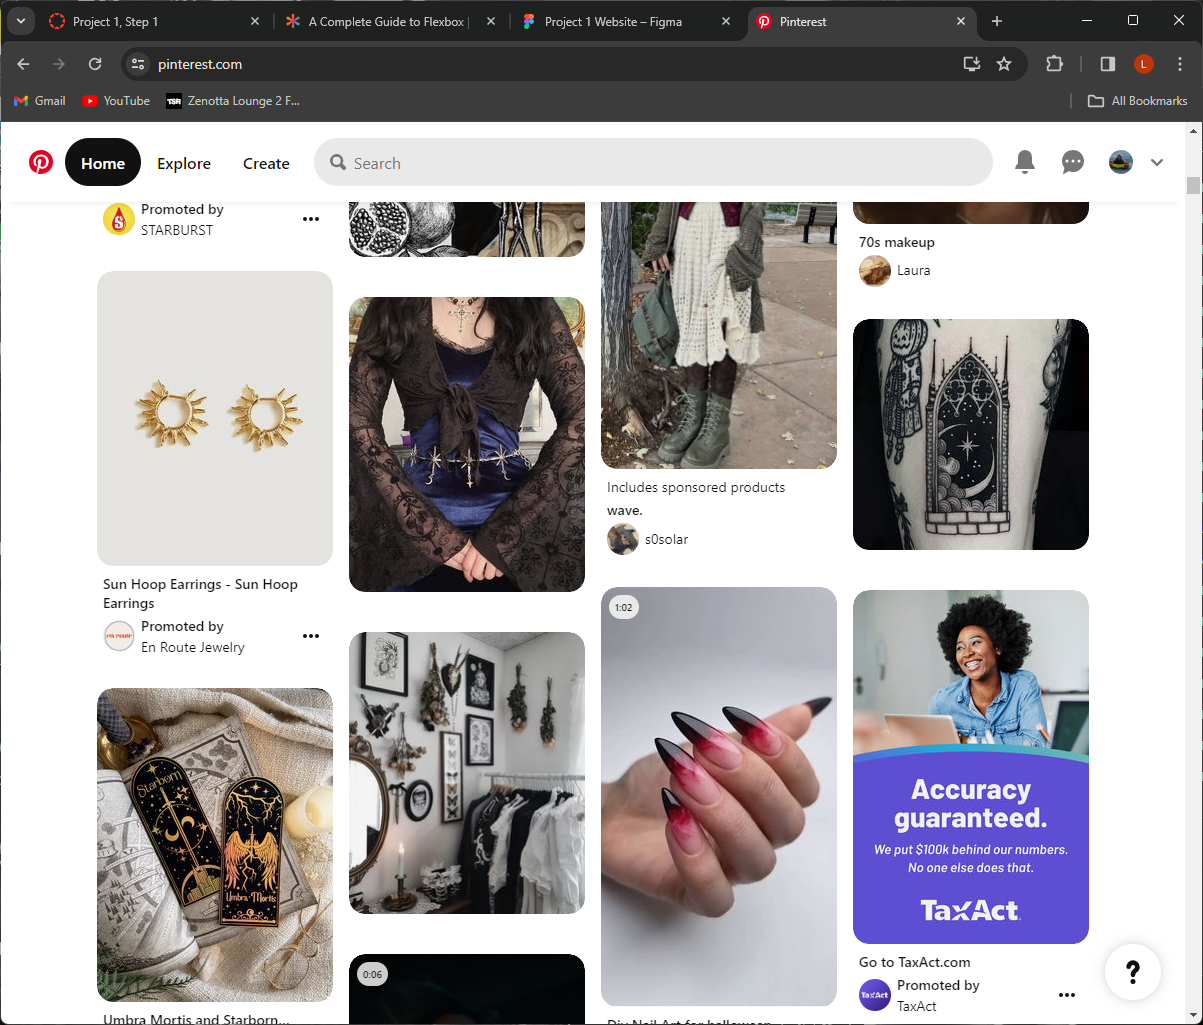 Project 1, Step 1
A Complete Guide to Flexbox |
Project 1 Website – Figma
Pinterest
pinterest.com
L
Gmail
YouTube
TSR
Zenotta Lounge 2 F...
All Bookmarks
Home
Explore
Create
Search
Promoted by
STARBURST
S
Sun Hoop Earrings - Sun Hoop
Earrings
en route
Promoted by
En Route Jewelry
Starborn
Umbra Mortis
Umbra Mortis and Starborn...
0:06
Includes sponsored products
wave.
s0solar
1:02
Diy Nail Art for halloween
70s makeup
Laura
Accuracy
guaranteed.
We put $100k behind our numbers.
No one else does that.
TaxAct.
Go to TaxAct.com
TaxAct
Promoted by
TaxAct
?